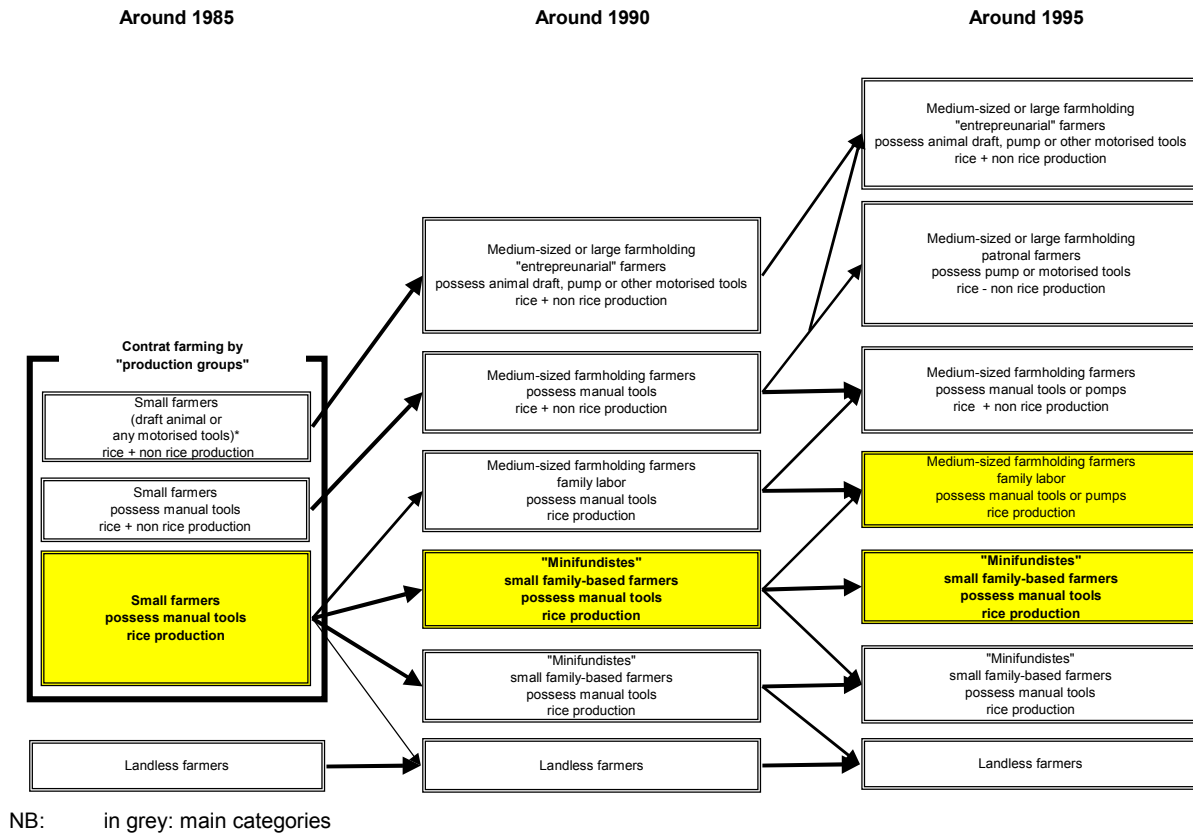 Around 1985
Around 1990
Around 1995
Contrat farming by
"production groups"
Small farmers
(draft animal or
any motorised tools)*
rice + non rice production
Small farmers
possess manual tools
rice + non rice production
Small farmers
possess manual tools
rice production
Landless farmers
Medium-sized or large farmholding
"entrepreunarial" farmers
possess animal draft, pump or other motorised tools
rice + non rice production
Medium-sized farmholding farmers
possess manual tools
rice + non rice production
Medium-sized farmholding farmers
family labor
possess manual tools
rice production
"Minifundistes"
small family-based farmers
possess manual tools
rice production
"Minifundistes"
small family-based farmers
possess manual tools
rice production
Landless farmers
Medium-sized or large farmholding
"entrepreunarial" farmers
possess animal draft, pump or other motorised tools
rice + non rice production
Medium-sized or large farmholding
patronal farmers
possess pump or motorised tools
rice - non rice production
Medium-sized farmholding farmers
possess manual tools or pomps
rice + non rice production
Medium-sized farmholding farmers
family labor
possess manual tools or pumps
rice production
"Minifundistes"
small family-based farmers
possess manual tools
rice production
"Minifundistes"
small family-based farmers
possess manual tools
rice production
Landless farmers
NB: in grey: main categories